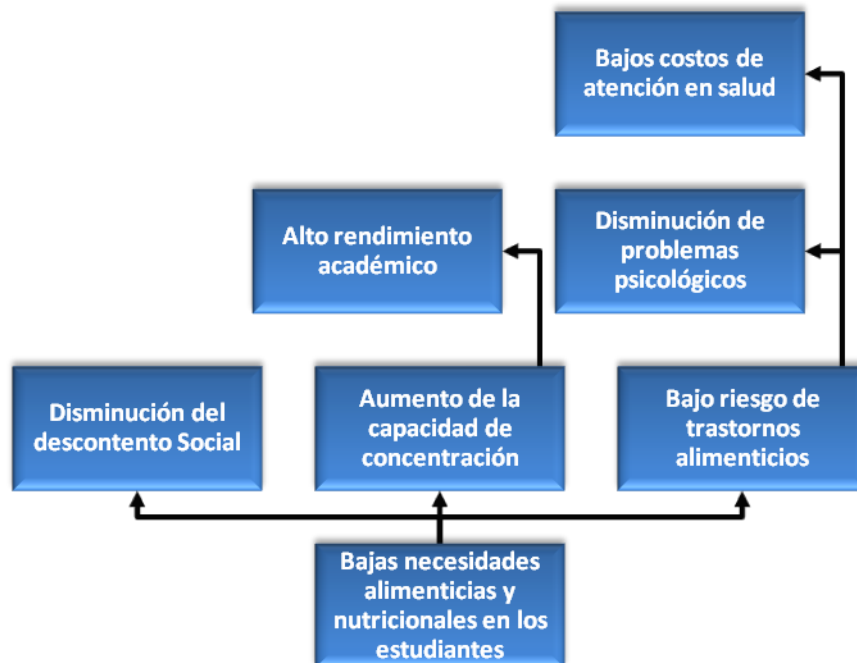 Bajos costos de
atención en salud
Alto rendimiento
académico
Disminución de
problemas
psicológicos
Disminución del
descontento Social
Aumento de la
capacidad de
concentración
Bajo riesgo de
trastornos
alimenticios
Bajas necesidades
alimenticias y
nutricionales en los
estudiantes